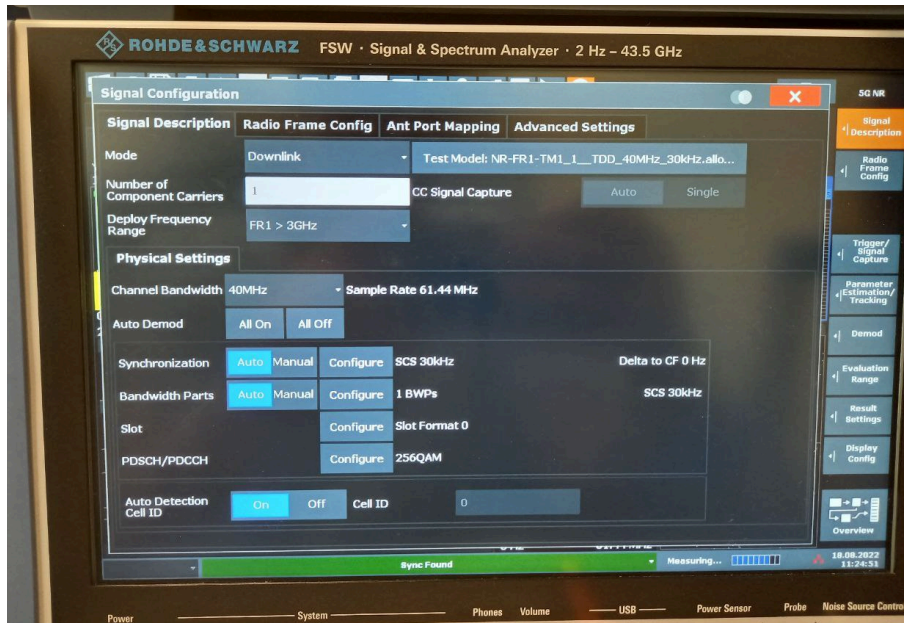 ROHDE&SCHWARZ FSW · Signal & Spectrum Analyzer · 2 Hz – 43.5 GHz
Signal Configuration
5G NR
Signal Description Radio Frame Config Ant Port Mapping Advanced Settings
Signal
Description
Mode Downlink Test Model: NR-FR1-TM1_1__TDD_40MHz_30kHz.allo...
Radio
Frame
Config
Number of
Component Carriers 1 CC Signal Capture Auto Single
Deploy Frequency
Range FR1 > 3GHz
Trigger/
Signal
Capture
Physical Settings
Channel Bandwidth 40MHz Sample Rate 61.44 MHz
Parameter
Estimation/
Tracking
Auto Demod All On All Off
Demod
Synchronization Auto Manual Configure SCS 30kHz Delta to CF 0 Hz
Evaluation
Range
Bandwidth Parts Auto Manual Configure 1 BWPs SCS 30kHz
Result
Settings
Slot Configure Slot Format 0
PDSCH/PDCCH Configure 256QAM
Display
Config
Auto Detection
Cell ID On Off Cell ID 0
Overview
Sync Found Measuring... 18.08.2022
11:24:51
Power System Phones Volume USB Power Sensor Probe Noise Source Contro